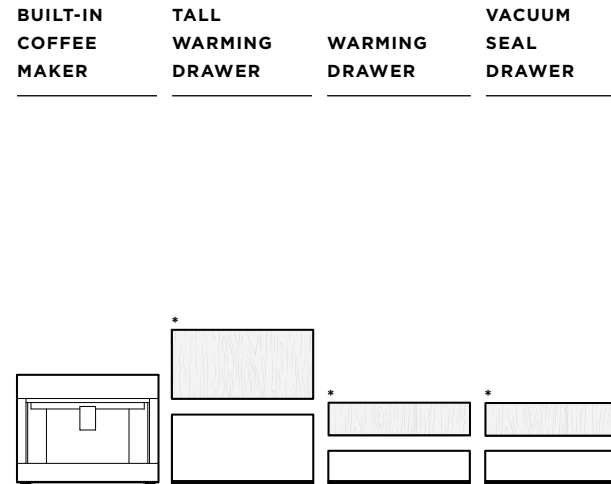 BUILT-IN
COFFEE
MAKER
TALL
WARMING
DRAWER
WARMING
DRAWER
VACUUM
SEAL
DRAWER
*
*
*